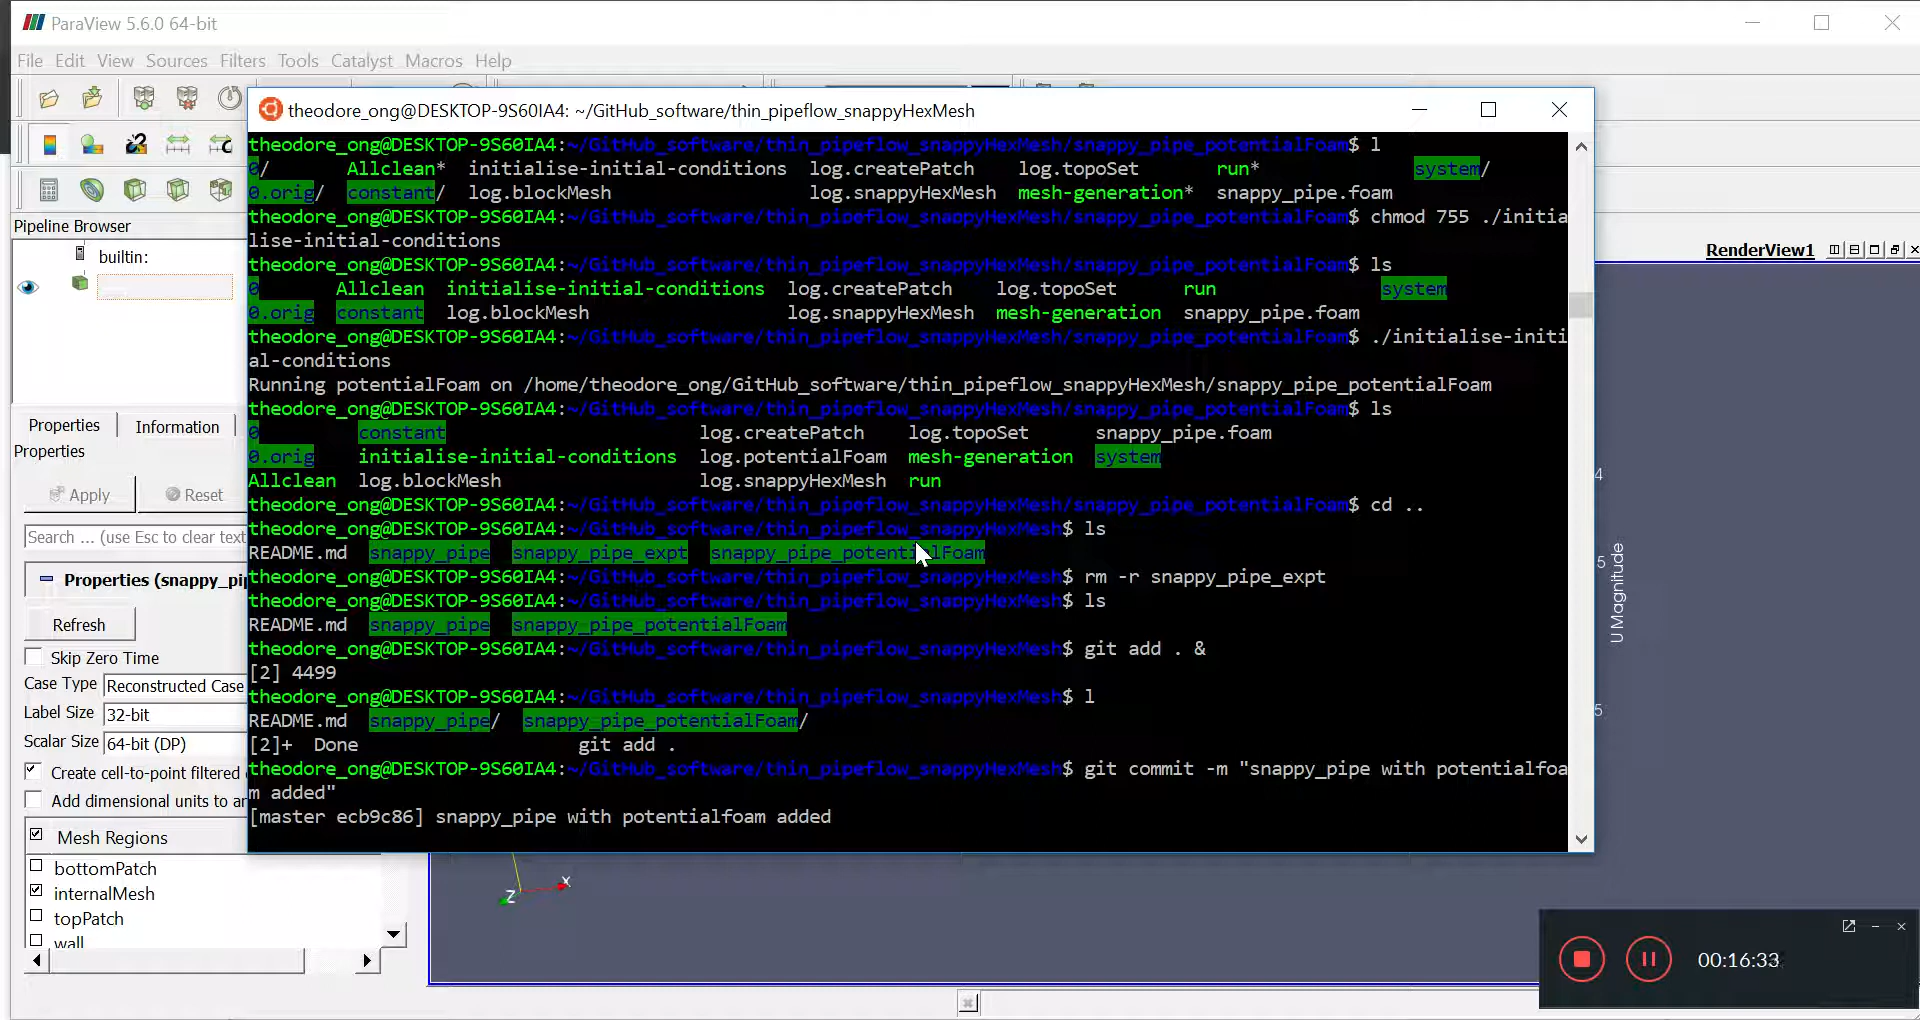 ParaView 5.6.0 64-bit
File Edit View Sources Filters Tools Catalyst Macros Help
theodore_ong@DESKTOP-9S60IA4: ~/GitHub_software/thin_pipeflow_snappyHexMesh
theodore_ong@DESKTOP-9S60IA4:~/GitHub_software/thin_pipeflow_snappyHexMesh/snappy_pipe_potentialFoam$ l
0/ Allclean* initialise-initial-conditions log.createPatch log.topoSet run* system/
0.orig/ constant/ log.blockMesh log.snappyHexMesh mesh-generation* snappy_pipe.foam
theodore_ong@DESKTOP-9S60IA4:~/GitHub_software/thin_pipeflow_snappyHexMesh/snappy_pipe_potentialFoam$ chmod 755 ./initia
lise-initial-conditions
theodore_ong@DESKTOP-9S60IA4:~/GitHub_software/thin_pipeflow_snappyHexMesh/snappy_pipe_potentialFoam$ ls
0 Allclean initialise-initial-conditions log.createPatch log.topoSet run system
0.orig constant log.blockMesh log.snappyHexMesh mesh-generation snappy_pipe.foam
theodore_ong@DESKTOP-9S60IA4:~/GitHub_software/thin_pipeflow_snappyHexMesh/snappy_pipe_potentialFoam$ ./initialise-initi
al-conditions
Running potentialFoam on /home/theodore_ong/GitHub_software/thin_pipeflow_snappyHexMesh/snappy_pipe_potentialFoam
theodore_ong@DESKTOP-9S60IA4:~/GitHub_software/thin_pipeflow_snappyHexMesh/snappy_pipe_potentialFoam$ ls
0 constant log.createPatch log.topoSet snappy_pipe.foam
0.orig initialise-initial-conditions log.potentialFoam mesh-generation system
Allclean log.blockMesh log.snappyHexMesh run
theodore_ong@DESKTOP-9S60IA4:~/GitHub_software/thin_pipeflow_snappyHexMesh/snappy_pipe_potentialFoam$ cd ..
theodore_ong@DESKTOP-9S60IA4:~/GitHub_software/thin_pipeflow_snappyHexMesh$ ls
README.md snappy_pipe snappy_pipe_expt snappy_pipe_potentialFoam
theodore_ong@DESKTOP-9S60IA4:~/GitHub_software/thin_pipeflow_snappyHexMesh$ rm -r snappy_pipe_expt
theodore_ong@DESKTOP-9S60IA4:~/GitHub_software/thin_pipeflow_snappyHexMesh$ ls
README.md snappy_pipe snappy_pipe_potentialFoam
theodore_ong@DESKTOP-9S60IA4:~/GitHub_software/thin_pipeflow_snappyHexMesh$ git add . &
[2] 4499
theodore_ong@DESKTOP-9S60IA4:~/GitHub_software/thin_pipeflow_snappyHexMesh$ l
README.md snappy_pipe/ snappy_pipe_potentialFoam/
[2]+ Done git add .
theodore_ong@DESKTOP-9S60IA4:~/GitHub_software/thin_pipeflow_snappyHexMesh$ git commit -m "snappy_pipe with potentialfoa
m added"
[master ecb9c86] snappy_pipe with potentialfoam added
Pipeline Browser
builtin:
Properties Information
Properties
Apply Reset
Search ... (use Esc to clear text
Properties (snappy_pi
Refresh
Skip Zero Time
Case Type Reconstructed Case
Label Size 32-bit
Scalar Size 64-bit (DP)
Create cell-to-point filtered
Add dimensional units to ar
Mesh Regions
bottomPatch
internalMesh
topPatch
wall
RenderView1
4
5
U Magnitude
5
X
Z
00:16:33